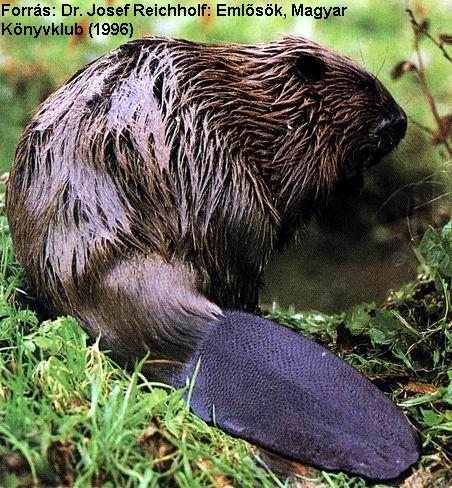 Forrás: Dr. Josef Reichholf: Emlősök, Magyar
Könyvklub (1996)